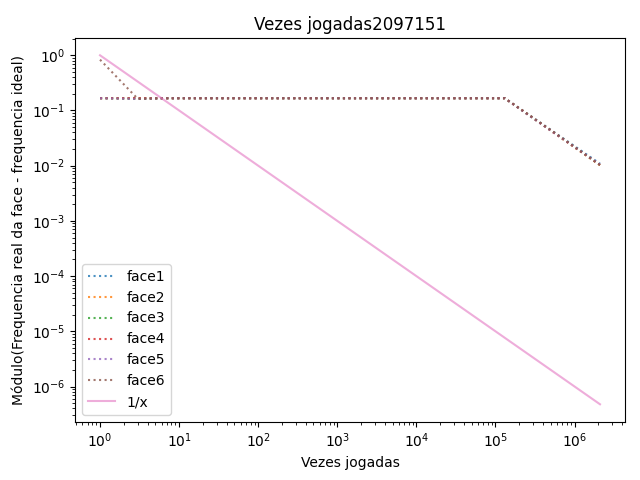 Vezes jogadas2097151
Módulo(Frequencia real da face - frequencia ideal)
10⁰
10⁻¹
10⁻²
10⁻³
10⁻⁴
10⁻⁵
10⁻⁶
face1
face2
face3
face4
face5
face6
1/x
10⁰ 10¹ 10² 10³ 10⁴ 10⁵ 10⁶
Vezes jogadas